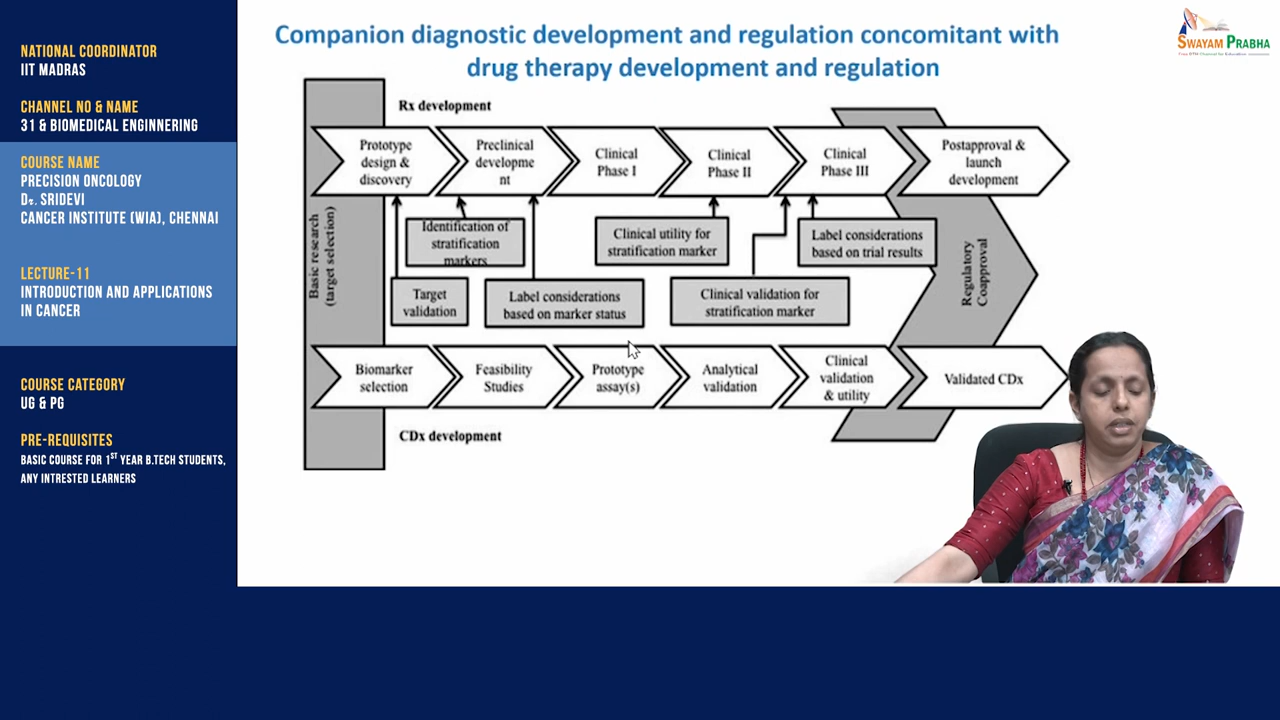 NATIONAL COORDINATOR
IIT MADRAS
CHANNEL NO & NAME
31 & BIOMEDICAL ENGINNERING
COURSE NAME
PRECISION ONCOLOGY
Dr. SRIDEVI
CANCER INSTITUTE (WIA), CHENNAI
LECTURE-11
INTRODUCTION AND APPLICATIONS
IN CANCER
COURSE CATEGORY
UG & PG
PRE-REQUISITES
BASIC COURSE FOR 1ST YEAR B.TECH STUDENTS,
ANY INTRESTED LEARNERS
Companion diagnostic development and regulation concomitant with
drug therapy development and regulation
SWAYAM PRABHA
Rx development
Prototype
design &
discovery
Preclinical
developme
nt
Clinical
Phase I
Clinical
Phase II
Clinical
Phase III
Postapproval &
launch
development
Basic research
(target selection)
Identification of
stratification
markers
Clinical utility for
stratification marker
Label considerations
based on trial results
Target
validation
Label considerations
based on marker status
Clinical validation for
stratification marker
Regulatory
Coapproval
Biomarker
selection
Feasibility
Studies
Prototype
assay(s)
Analytical
validation
Clinical
validation
& utility
Validated CDx
CDx development